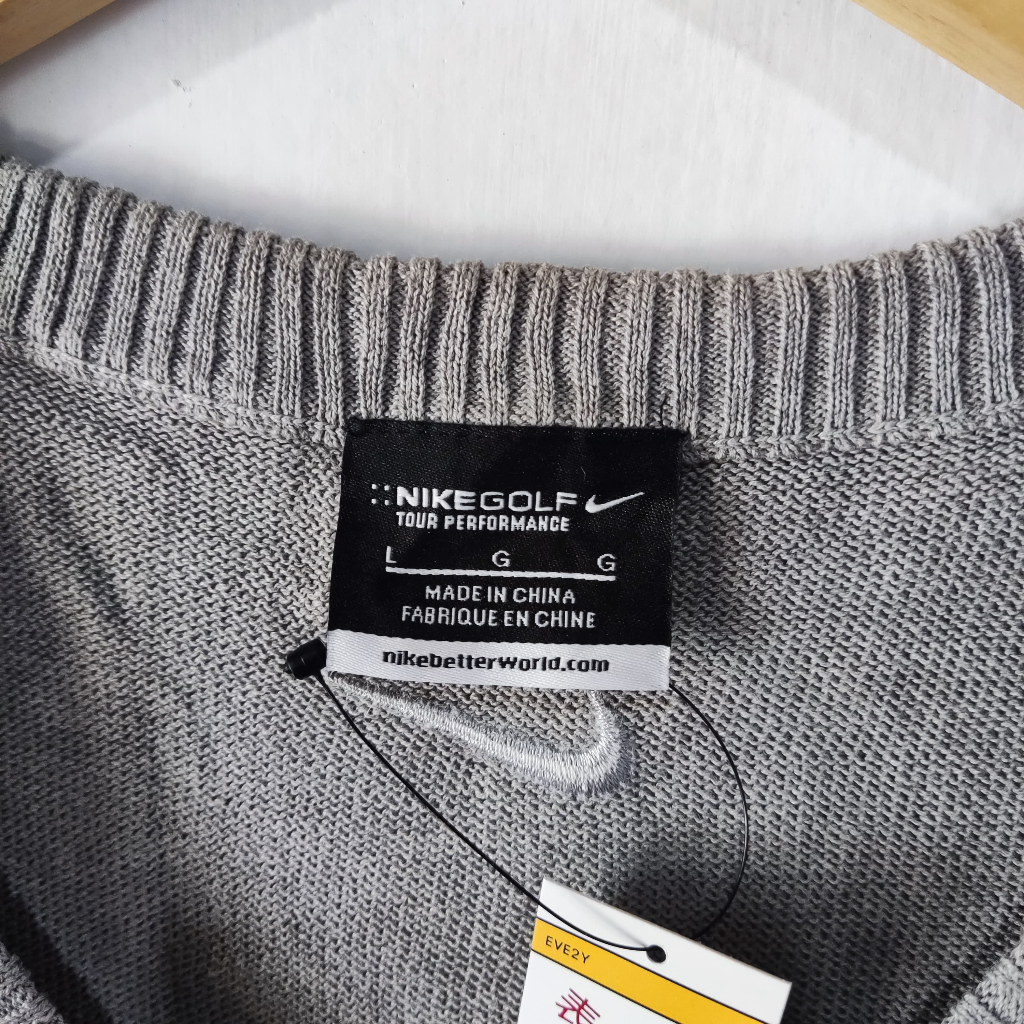 NIKEGOLF
TOUR PERFORMANCE
L G G
MADE IN CHINA
FABRIQUE EN CHINE
nikebetterworld.com
EVE2Y